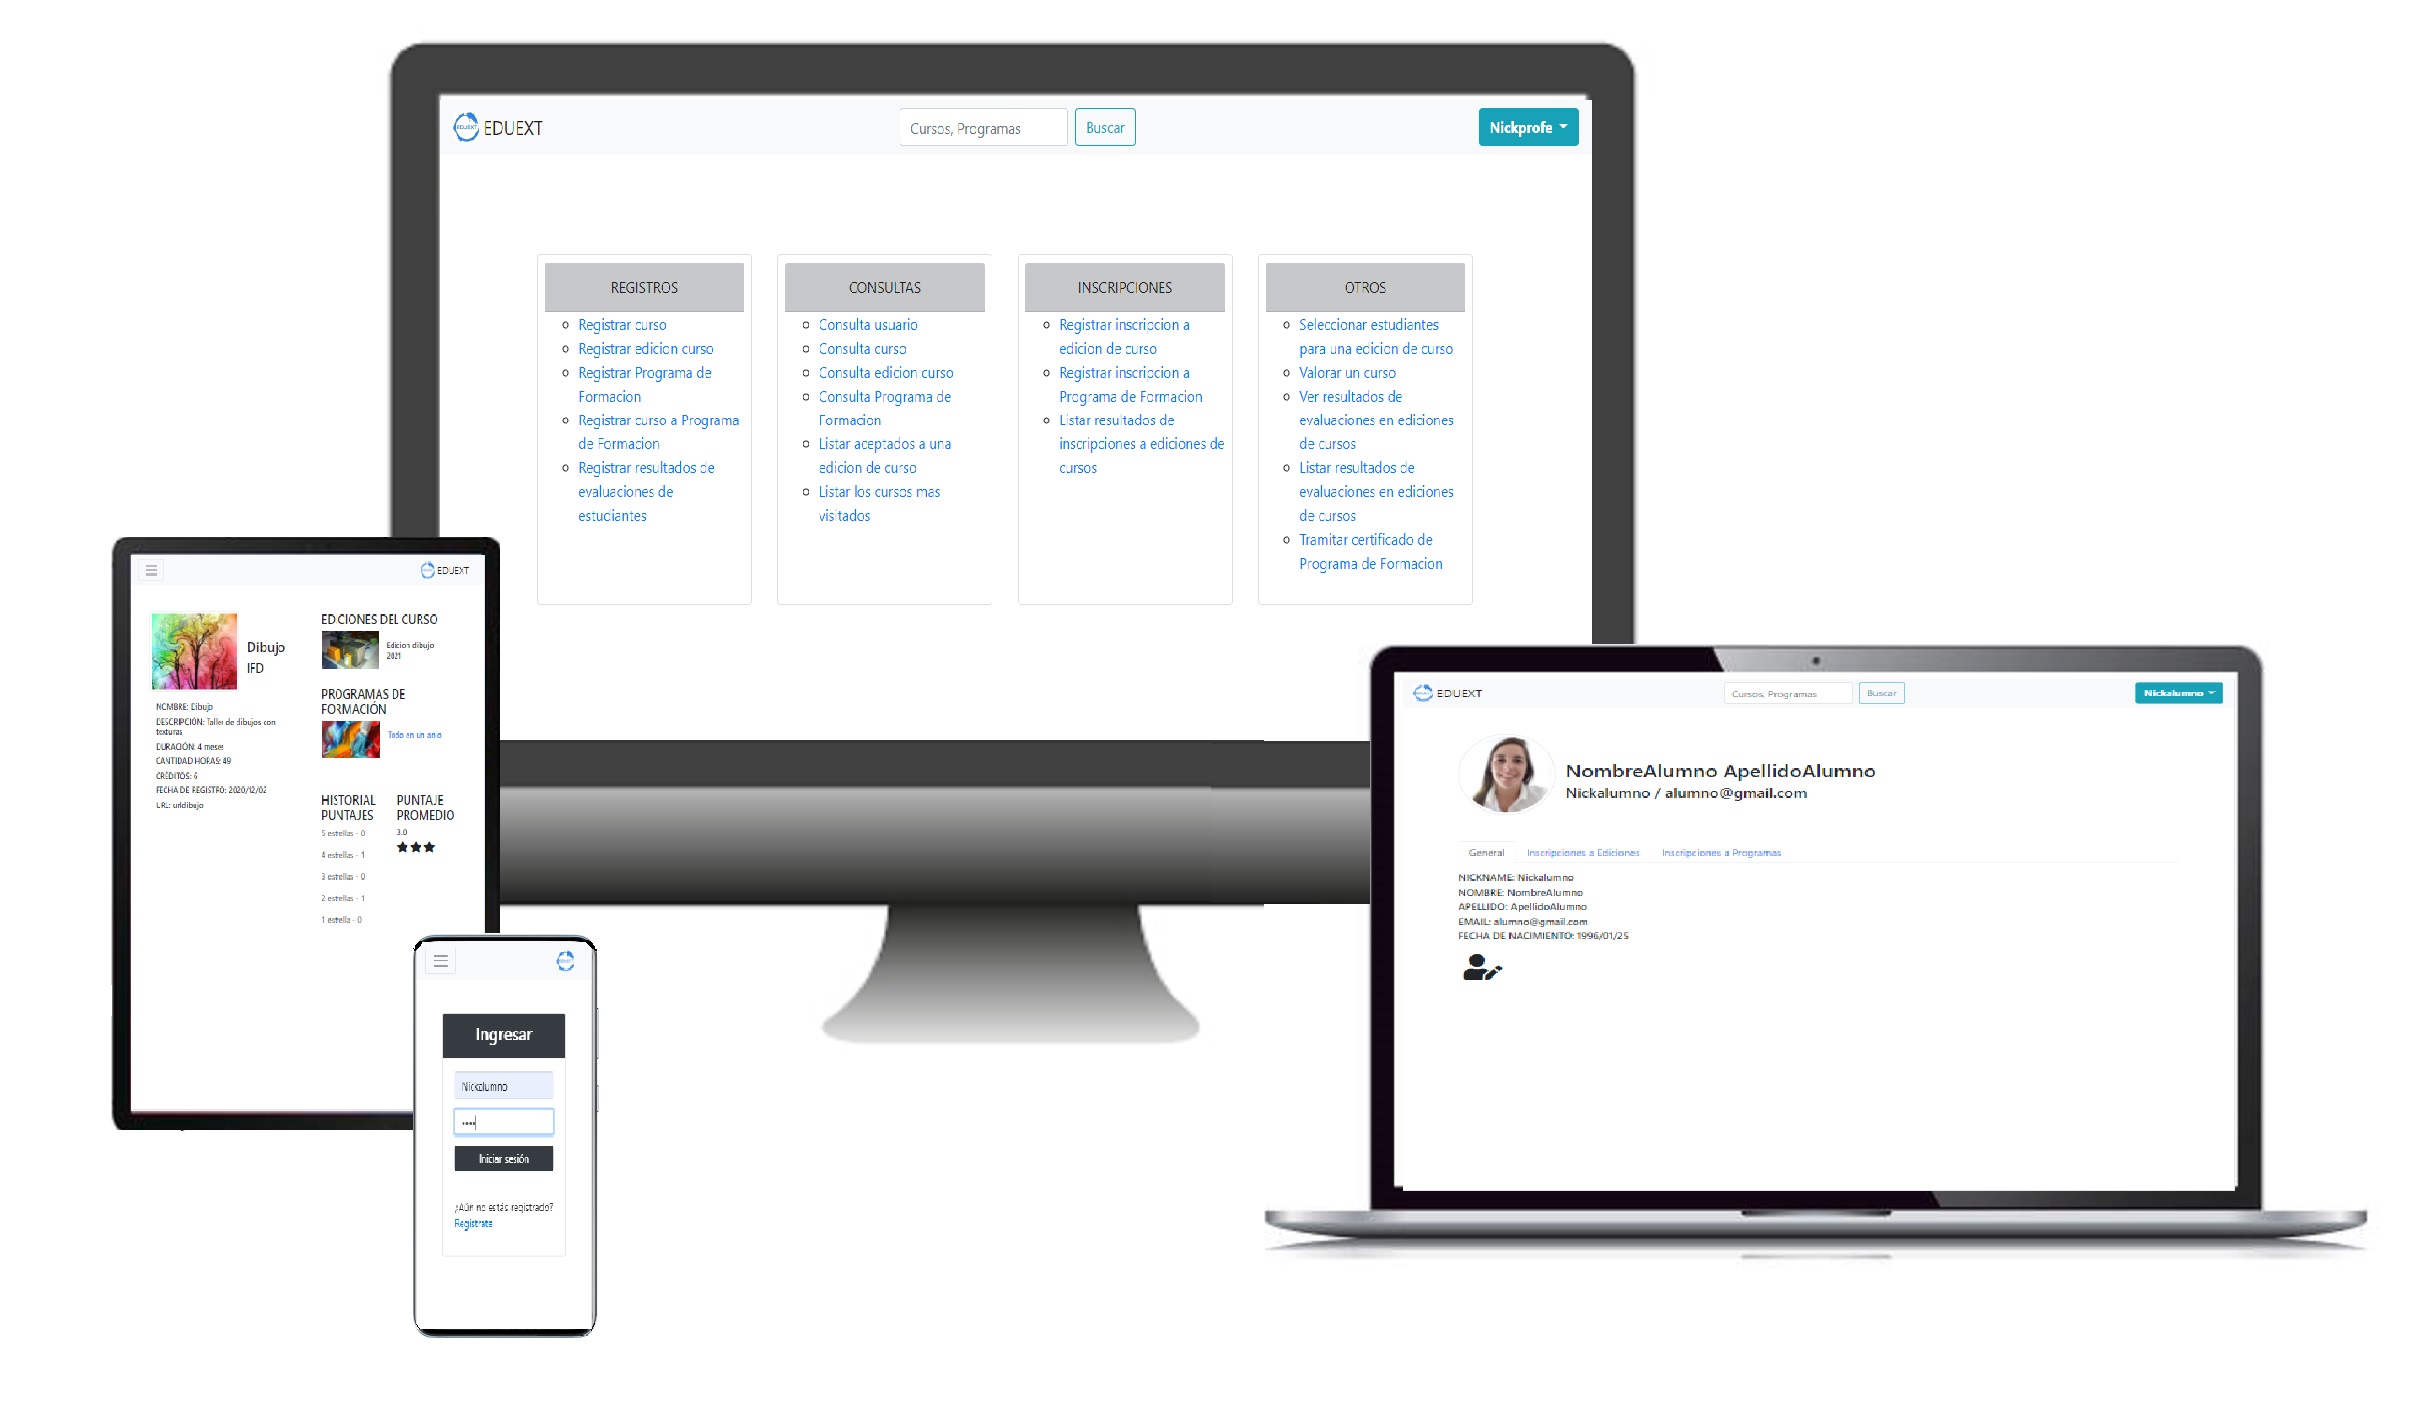 EDUEXT
Cursos, Programas
Buscar
Nickprofe
REGISTROS
Registrar curso
Registrar edicion curso
Registrar Programa de
Formacion
Registrar curso a Programa
de Formacion
Registrar resultados de
evaluaciones de
estudiantes
CONSULTAS
Consulta usuario
Consulta curso
Consulta edicion curso
Consulta Programa de
Formacion
Listar aceptados a una
edicion de curso
Listar los cursos mas
visitados
INSCRIPCIONES
Registrar inscripcion a
edicion de curso
Registrar inscripcion a
Programa de Formacion
Listar resultados de
inscripciones a ediciones de
cursos
OTROS
Seleccionar estudiantes
para una edicion de curso
Valorar un curso
Ver resultados de
evaluaciones en ediciones
de cursos
Listar resultados de
evaluaciones en ediciones
de cursos
Tramitar certificado de
Programa de Formacion
EDUEXT
Dibujo
IFD
NOMBRE: Dibujo
DESCRIPCIÓN: Taller de dibujos con
texturas
DURACIÓN: 4 meses
CANTIDAD HORAS: 49
CRÉDITOS: 6
FECHA DE REGISTRO: 2020/12/02
URL: urldibujo
EDICIONES DEL CURSO
Edicion dibujo
2021
PROGRAMAS DE
FORMACIÓN
Todo en un anio
HISTORIAL
PUNTAJES
5 estellas - 0
4 estellas - 1
3 estellas - 0
2 estellas - 1
1 estella - 0
PUNTAJE
PROMEDIO
3.0
Ingresar
Nickalumno
••••
Iniciar sesión
¿Aún no estás registrado?
Registrate
EDUEXT
Cursos, Programas
Buscar
Nickalumno
NombreAlumno ApellidoAlumno
Nickalumno / alumno@gmail.com
General
Inscripciones a Ediciones
Inscripciones a Programas
NICKNAME: Nickalumno
NOMBRE: NombreAlumno
APELLIDO: ApellidoAlumno
EMAIL: alumno@gmail.com
FECHA DE NACIMIENTO: 1996/01/25